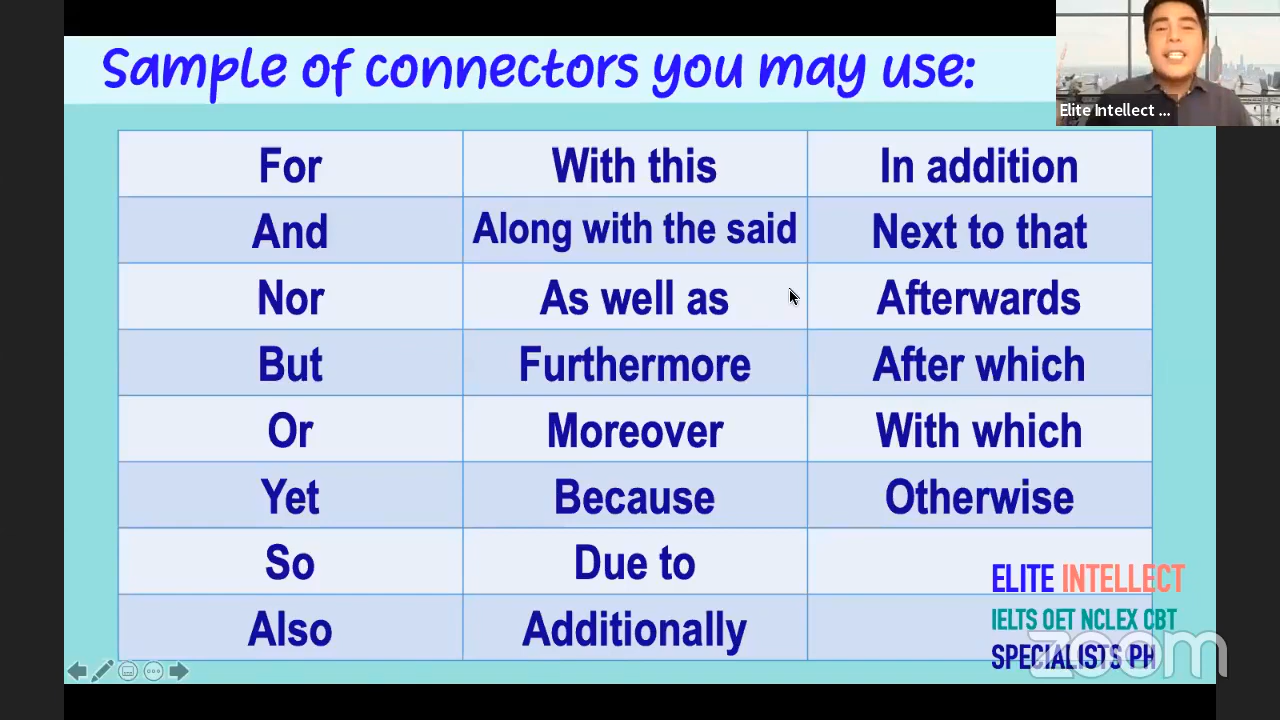 Sample of connectors you may use:
Elite Intellect ...
For With this In addition
And Along with the said Next to that
Nor As well as Afterwards
But Furthermore After which
Or Moreover With which
Yet Because Otherwise
So Due to
Also Additionally
ELITE INTELLECT
IELTS OET NCLEX CBT
SPECIALISTS PH
zoom